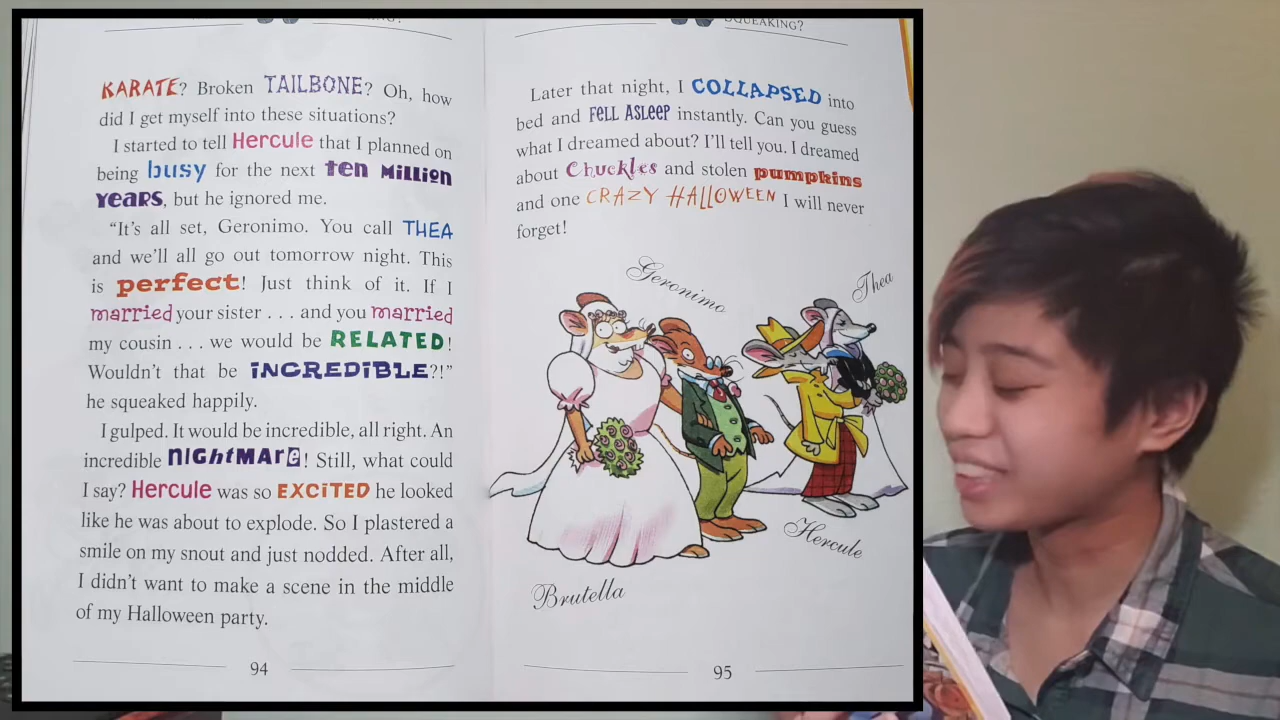 KARATE? Broken TAILBONE? Oh, how
did I get myself into these situations?
I started to tell Hercule that I planned on
being busy for the next ten Million
Years, but he ignored me.
“It’s all set, Geronimo. You call THEA
and we’ll all go out tomorrow night. This
is perfect! Just think of it. If I
married your sister . . . and you married
my cousin . . . we would be RELATED!
Wouldn’t that be iNCREDiBLE?!”
he squeaked happily.
I gulped. It would be incredible, all right. An
incredible NiGHtMARe! Still, what could
I say? Hercule was so EXCiTED he looked
like he was about to explode. So I plastered a
smile on my snout and just nodded. After all,
I didn’t want to make a scene in the middle
of my Halloween party.
94
SQUEAKING?
Later that night, I COLLAPSED into
bed and FELL ASLEEP instantly. Can you guess
what I dreamed about? I’ll tell you. I dreamed
about Chuckles and stolen pumpkins
and one CRAZY HALLOWEEN I will never
forget!
Geronimo
Thea
Hercule
Brutella
95